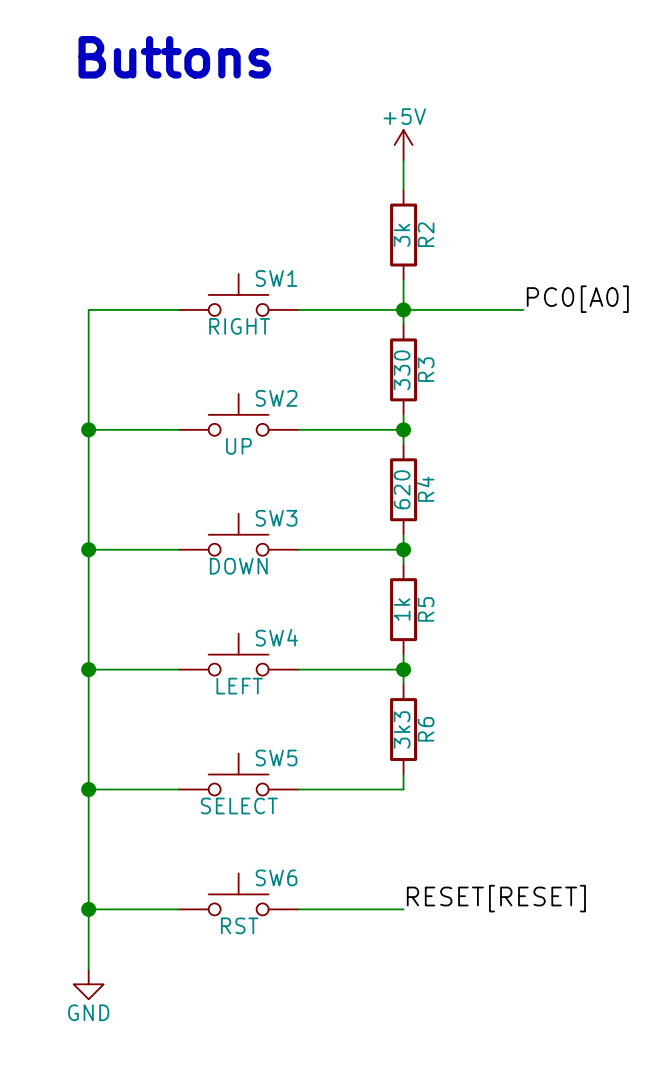 Buttons
+5V
3k
R2
SW1
RIGHT
PC0[A0]
330
R3
SW2
UP
620
R4
SW3
DOWN
1k
R5
SW4
LEFT
3k3
R6
SW5
SELECT
SW6
RST
RESET[RESET]
GND